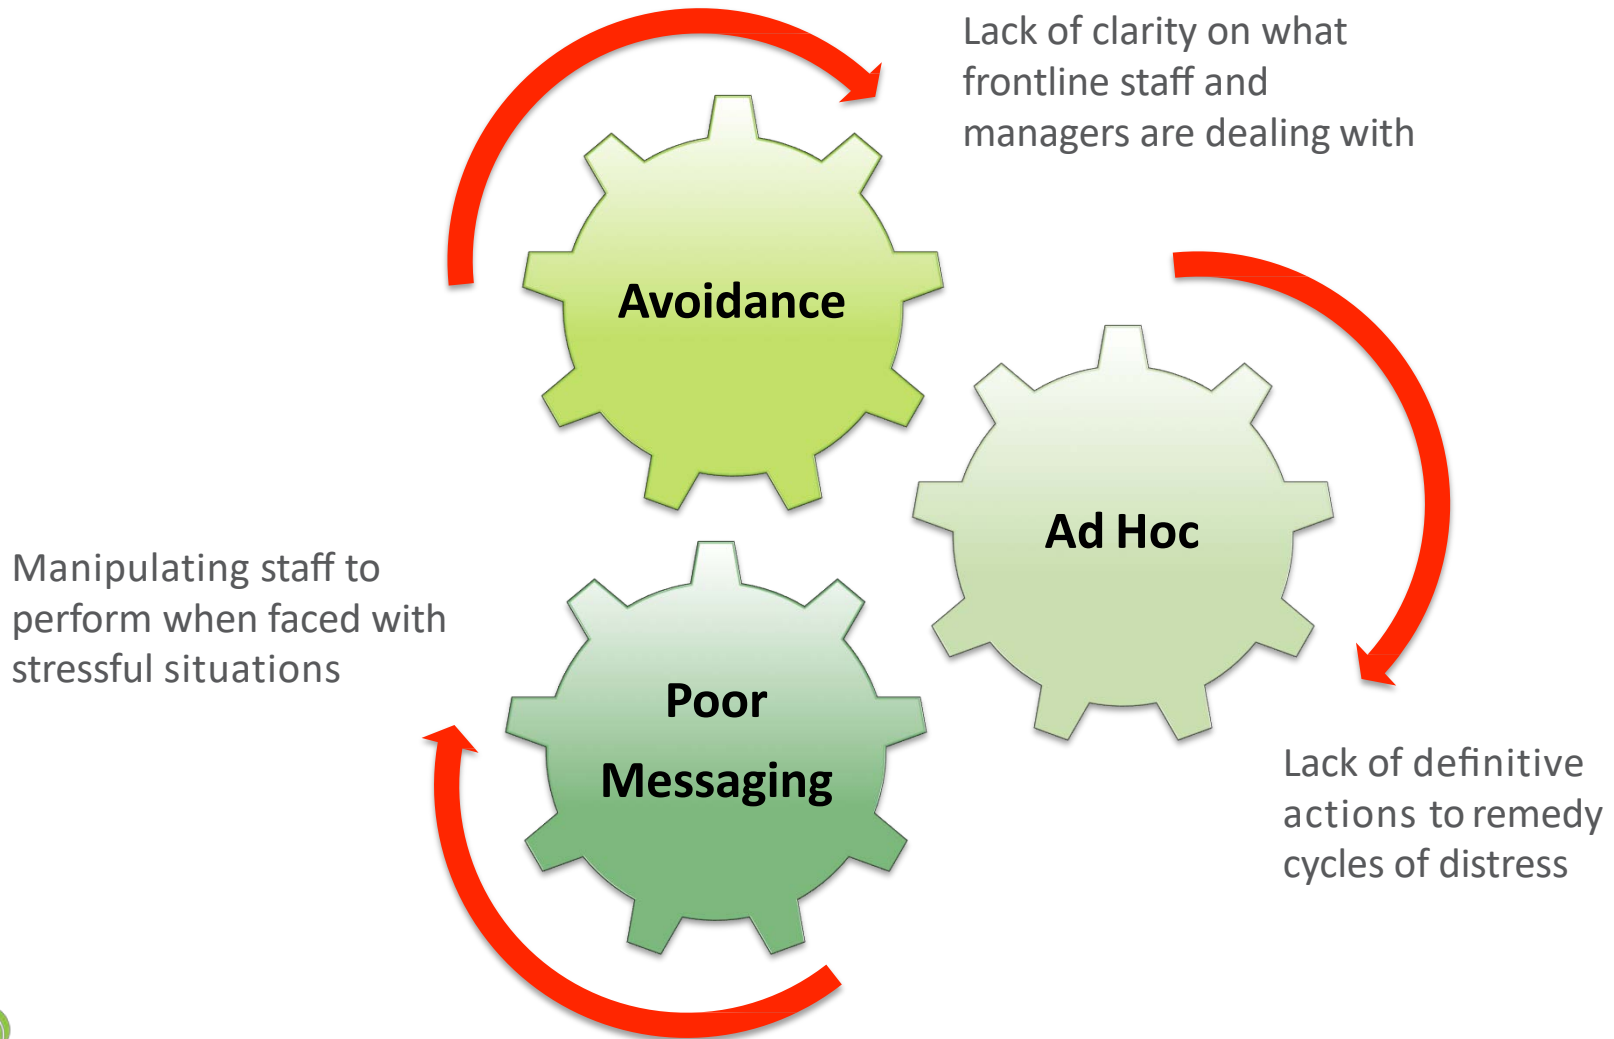 Lack of clarity on what
frontline staff and
managers are dealing with
Avoidance
Ad Hoc
Manipulating staff to
perform when faced with
stressful situations
Poor
Messaging
Lack of definitive
actions to remedy
cycles of distress